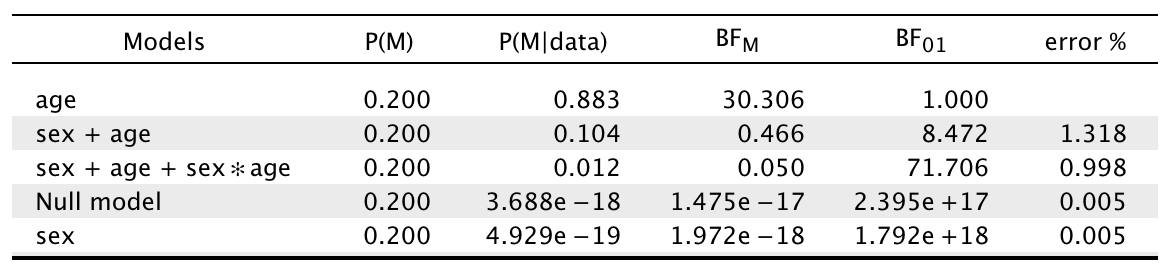 Models P(M) P(M|data) BF_M BF_01 error %
age 0.200 0.883 30.306 1.000
sex + age 0.200 0.104 0.466 8.472 1.318
sex + age + sex∗age 0.200 0.012 0.050 71.706 0.998
Null model 0.200 3.688e −18 1.475e −17 2.395e +17 0.005
sex 0.200 4.929e −19 1.972e −18 1.792e +18 0.005